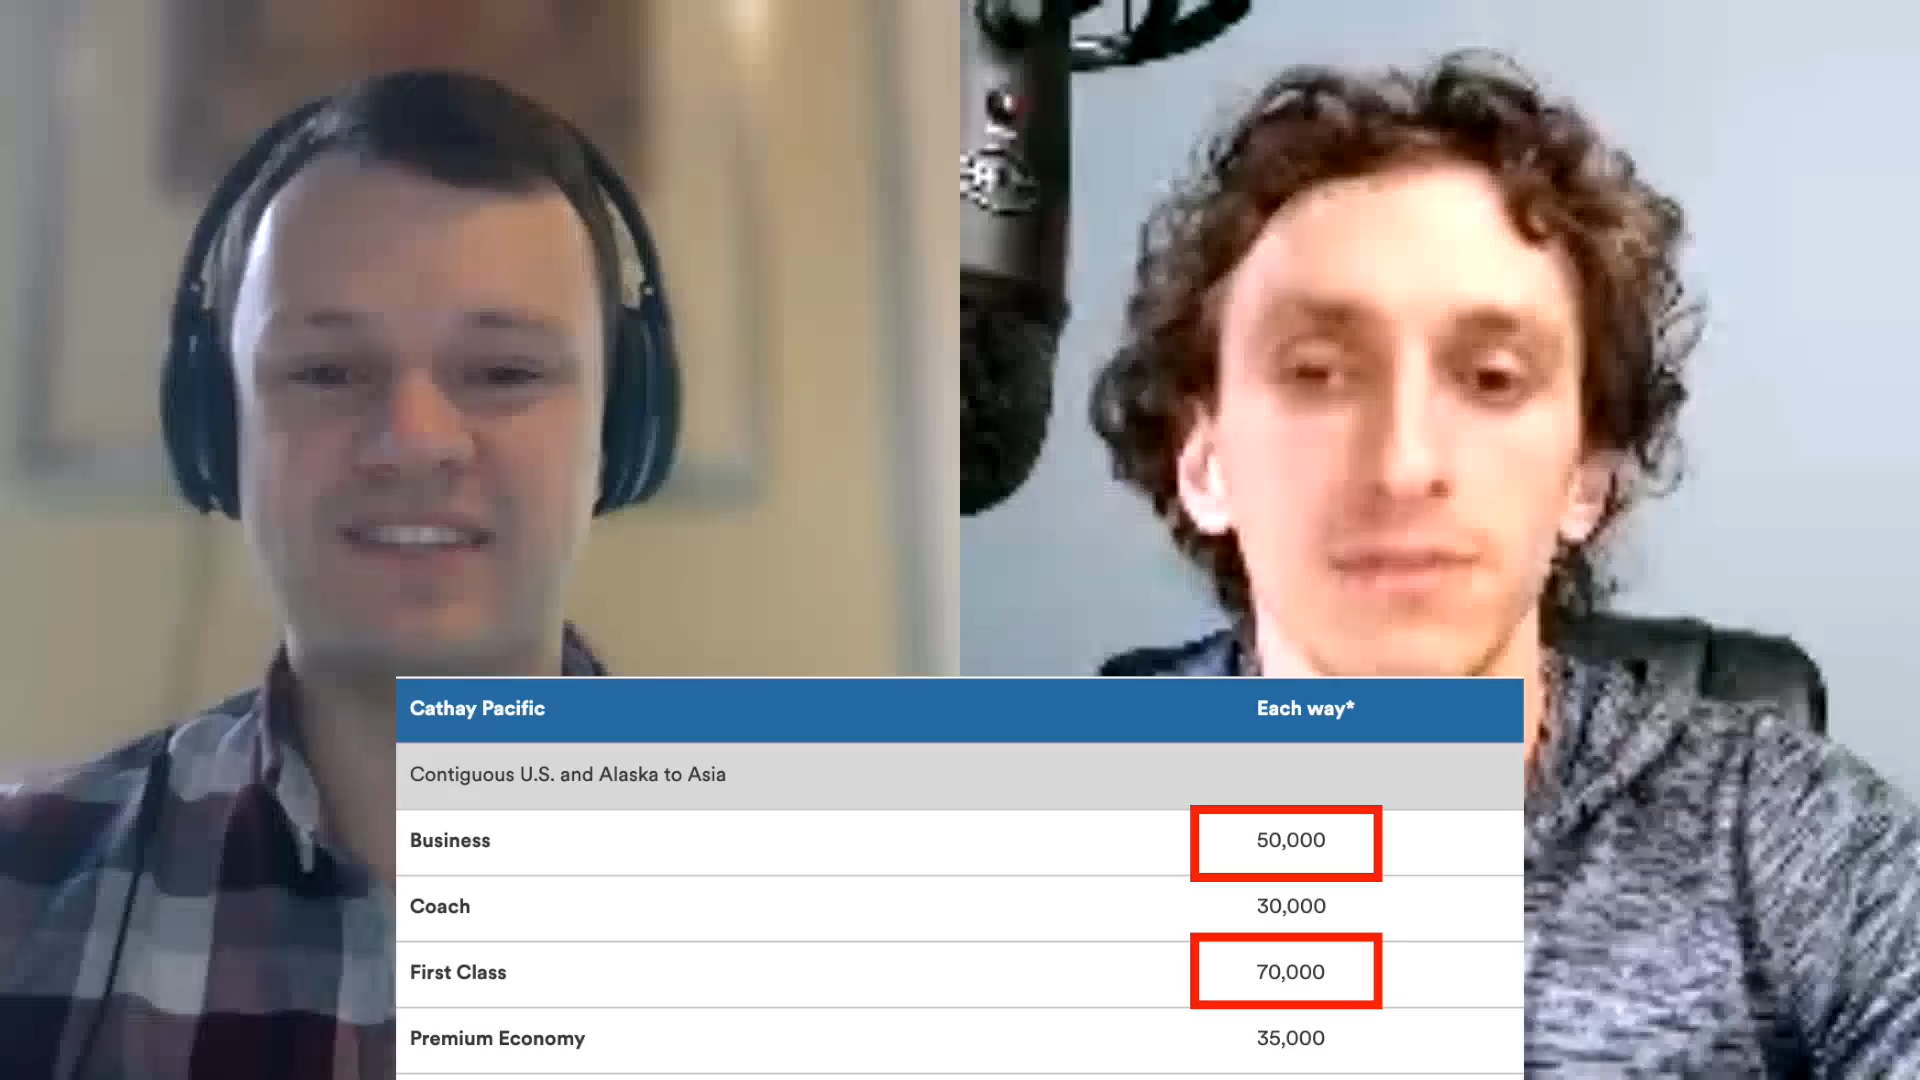 Cathay Pacific Each way*
Contiguous U.S. and Alaska to Asia
Business 50,000
Coach 30,000
First Class 70,000
Premium Economy 35,000